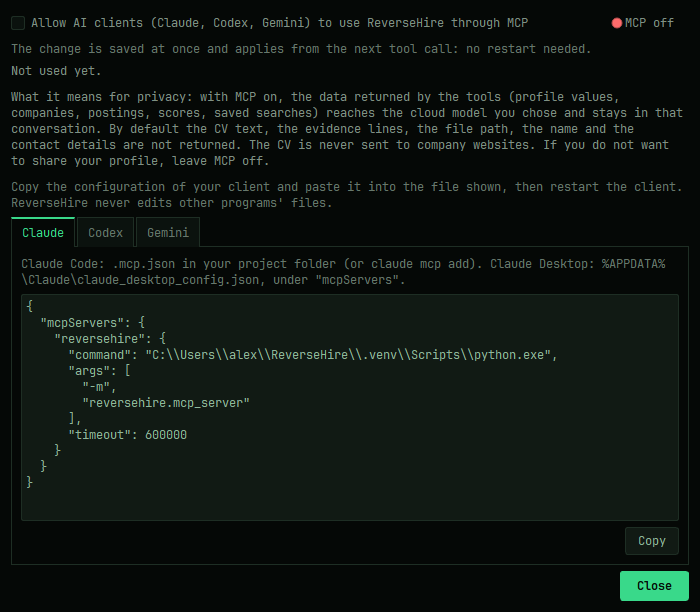 Allow AI clients (Claude, Codex, Gemini) to use ReverseHire through MCP
MCP off
The change is saved at once and applies from the next tool call: no restart needed.
Not used yet.
What it means for privacy: with MCP on, the data returned by the tools (profile values,
companies, postings, scores, saved searches) reaches the cloud model you chose and stays in that
conversation. By default the CV text, the evidence lines, the file path, the name and the
contact details are not returned. The CV is never sent to company websites. If you do not want
to share your profile, leave MCP off.
Copy the configuration of your client and paste it into the file shown, then restart the client.
ReverseHire never edits other programs' files.
Claude
Codex
Gemini
Claude Code: .mcp.json in your project folder (or claude mcp add). Claude Desktop: %APPDATA%
\Claude\claude_desktop_config.json, under "mcpServers".
{
  "mcpServers": {
    "reversehire": {
      "command": "C:\\Users\\alex\\ReverseHire\\.venv\\Scripts\\python.exe",
      "args": [
        "-m",
        "reversehire.mcp_server"
      ],
      "timeout": 600000
    }
  }
}
Copy
Close